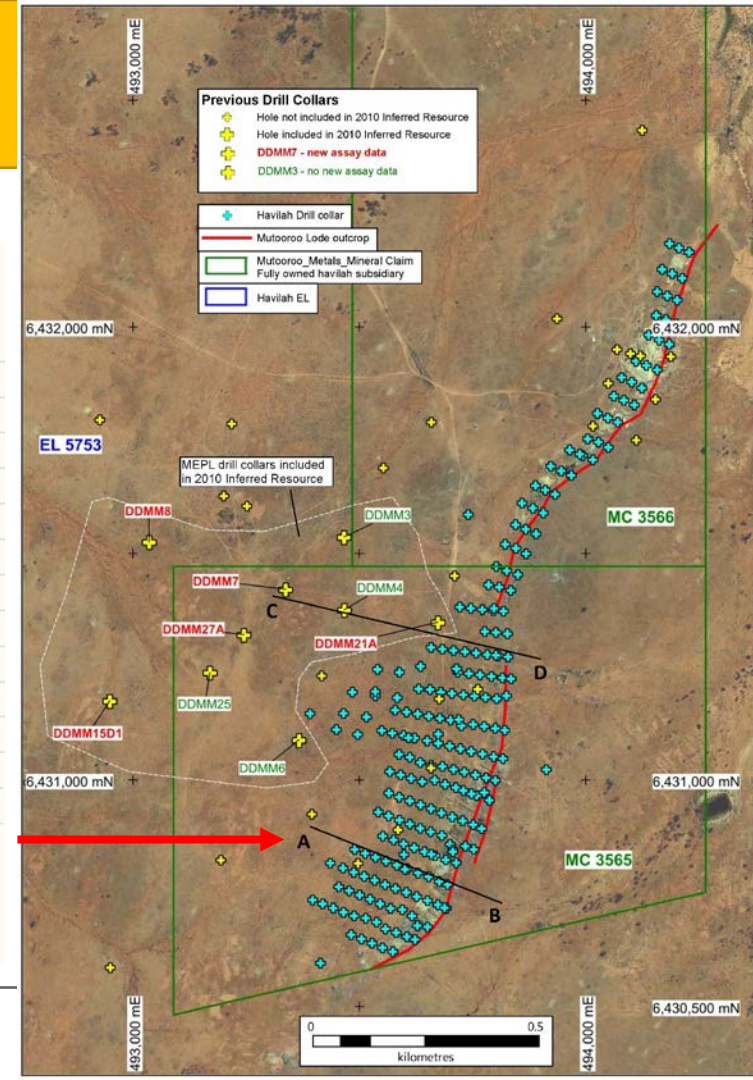 493,000 mE
494,000 mE
Previous Drill Collars
Hole not included in 2010 Inferred Resource
Hole included in 2010 Inferred Resource
DDMM7 - new assay data
DDMM3 - no new assay data
Havilah Drill collar
Mutooroo Lode outcrop
Mutooroo_Metals_Mineral Claim
Fully owned havilah subsidiary
Havilah EL
6,432,000 mN
6,432,000 mN
EL 5753
MEPL drill collars included
in 2010 Inferred Resource
DDMM8
DDMM3
MC 3566
DDMM7
DDMM4
C
DDMM27A
DDMM21A
D
DDMM25
DDMM15D1
DDMM6
6,431,000 mN
6,431,000 mN
A
MC 3565
B
493,000 mE
494,000 mE
6,430,500 mN
0
0.5
kilometres